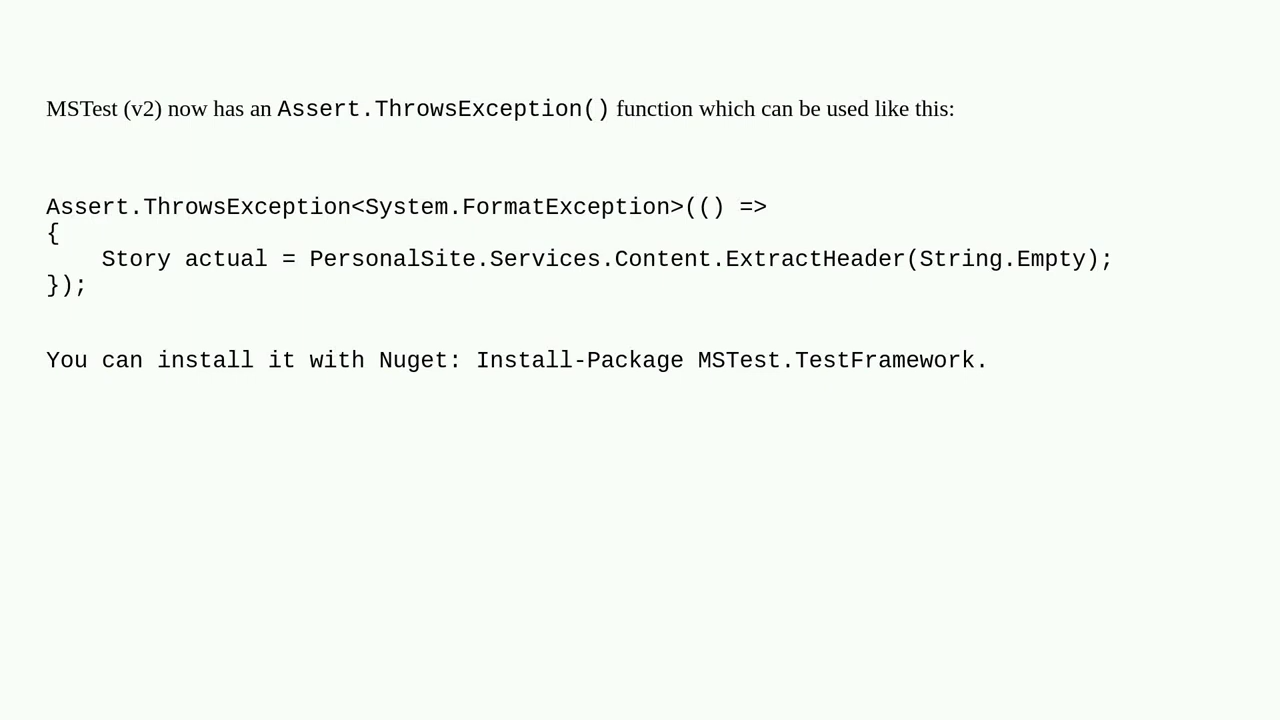 MSTest (v2) now has an Assert.ThrowsException() function which can be used like this:
Assert.ThrowsException<System.FormatException>(() =>
{
    Story actual = PersonalSite.Services.Content.ExtractHeader(String.Empty);
});
You can install it with Nuget: Install-Package MSTest.TestFramework.